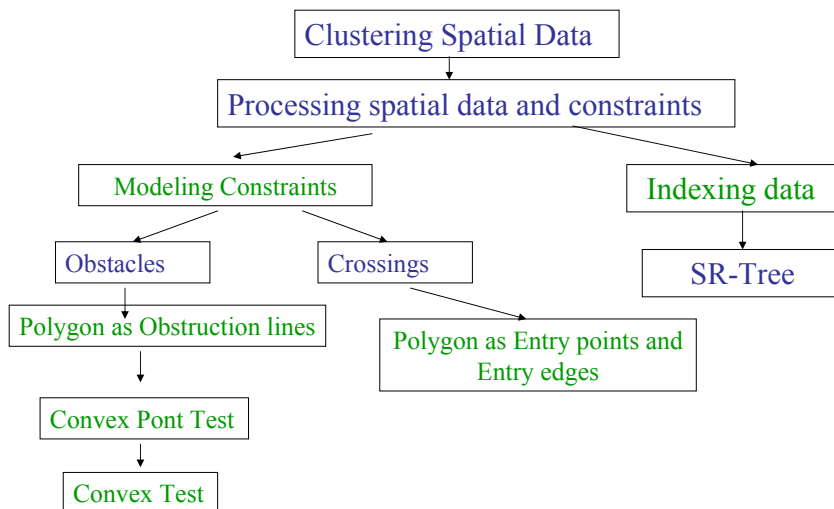 Clustering Spatial Data
Processing spatial data and constraints
Modeling Constraints
Indexing data
Obstacles
Crossings
SR-Tree
Polygon as Obstruction lines
Polygon as Entry points and
Entry edges
Convex Pont Test
Convex Test